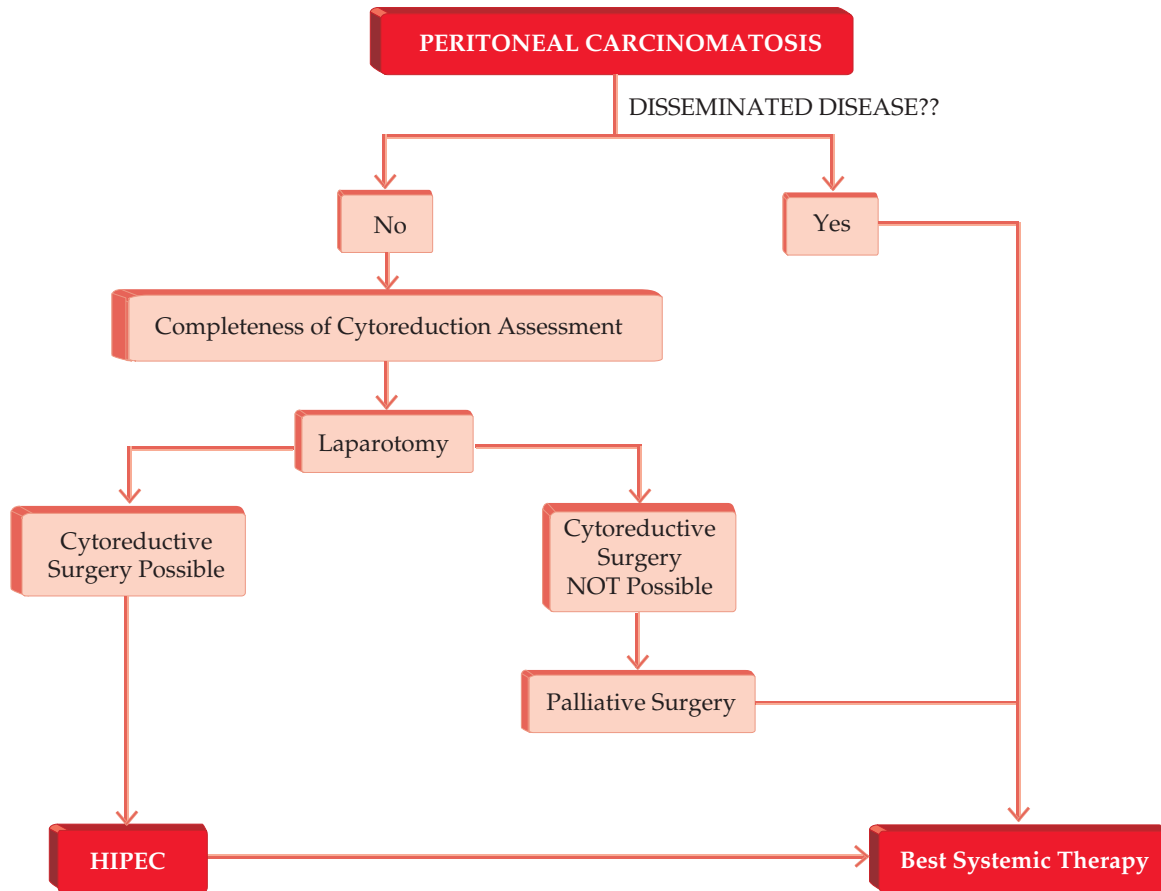 PERITONEAL CARCINOMATOSIS
DISSEMINATED DISEASE??
No
Yes
Completeness of Cytoreduction Assessment
Laparotomy
Cytoreductive
Surgery Possible
Cytoreductive
Surgery
NOT Possible
Palliative Surgery
HIPEC
Best Systemic Therapy